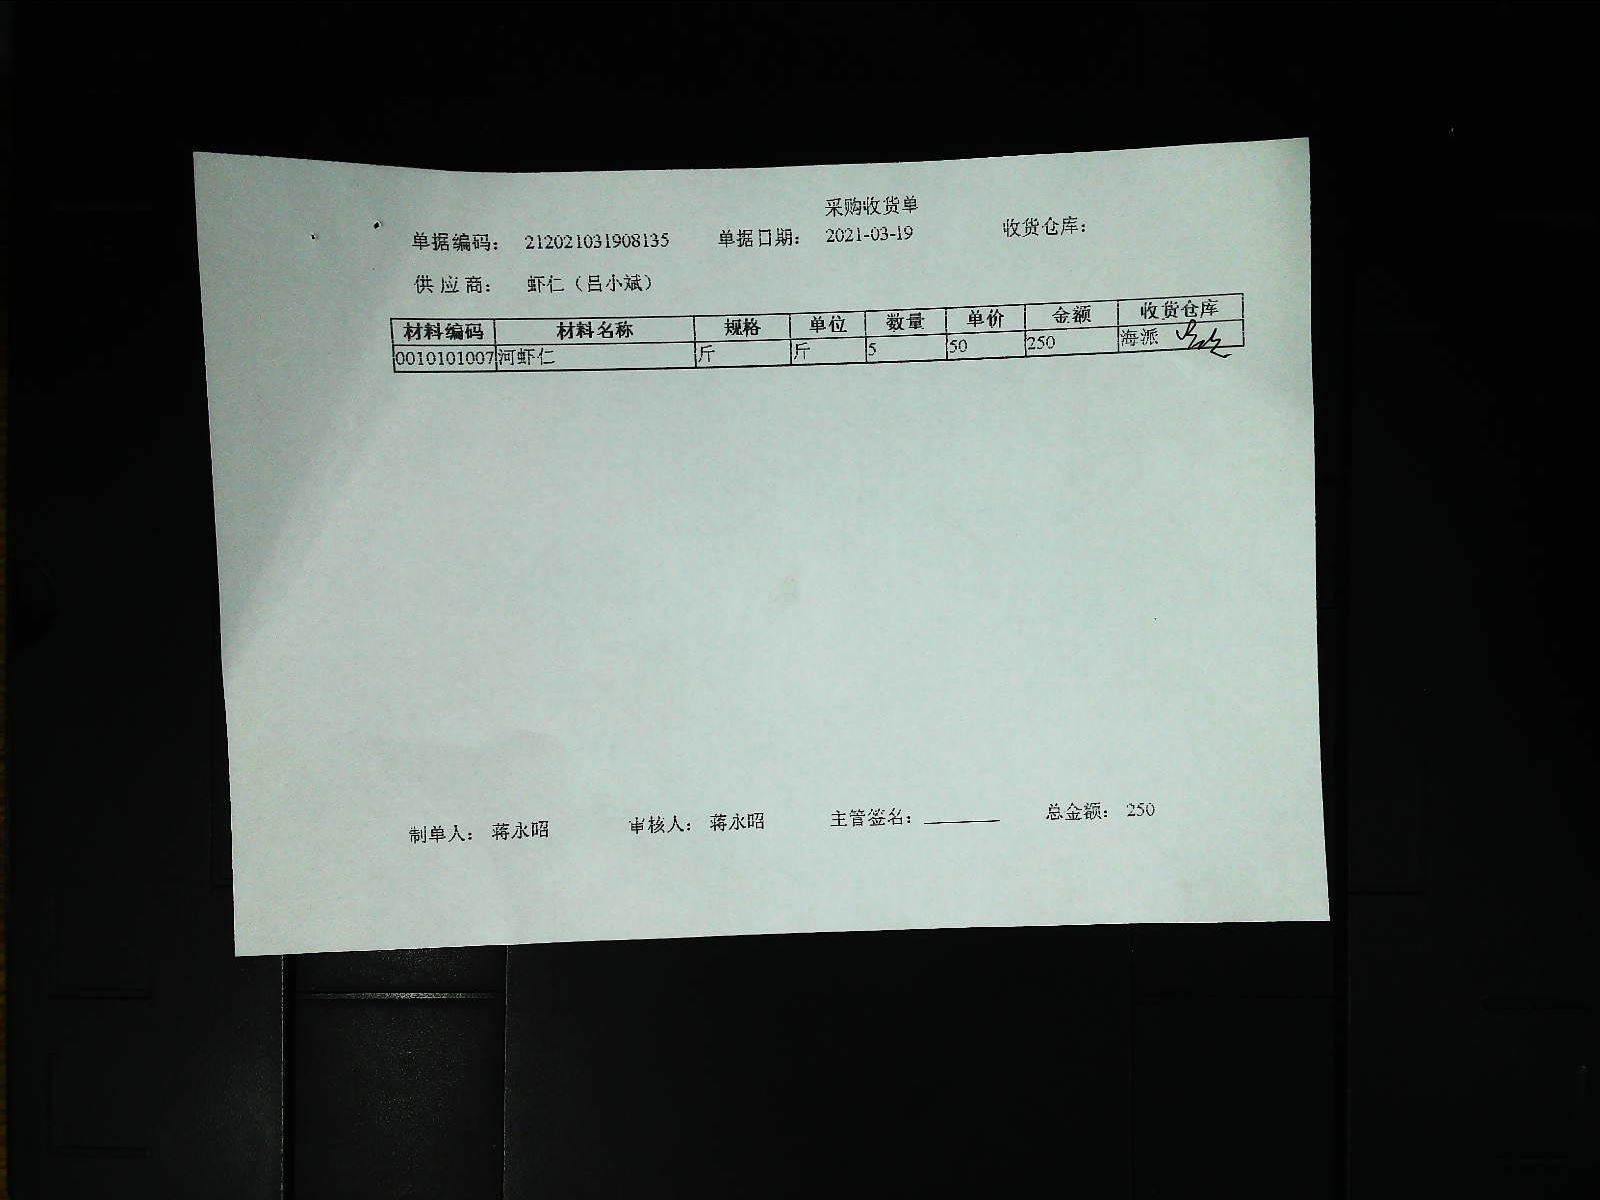 采购收货单
单据编码： 212021031908135 单据日期： 2021-03-19 收货仓库：
供 应 商： 虾仁（吕小斌）
材料编码 材料名称 规格 单位 数量 单价 金额 收货仓库
0010101007 河虾仁 斤 斤 5 50 250 海派
制单人： 蒋永昭 审核人： 蒋永昭 主管签名： 总金额： 250